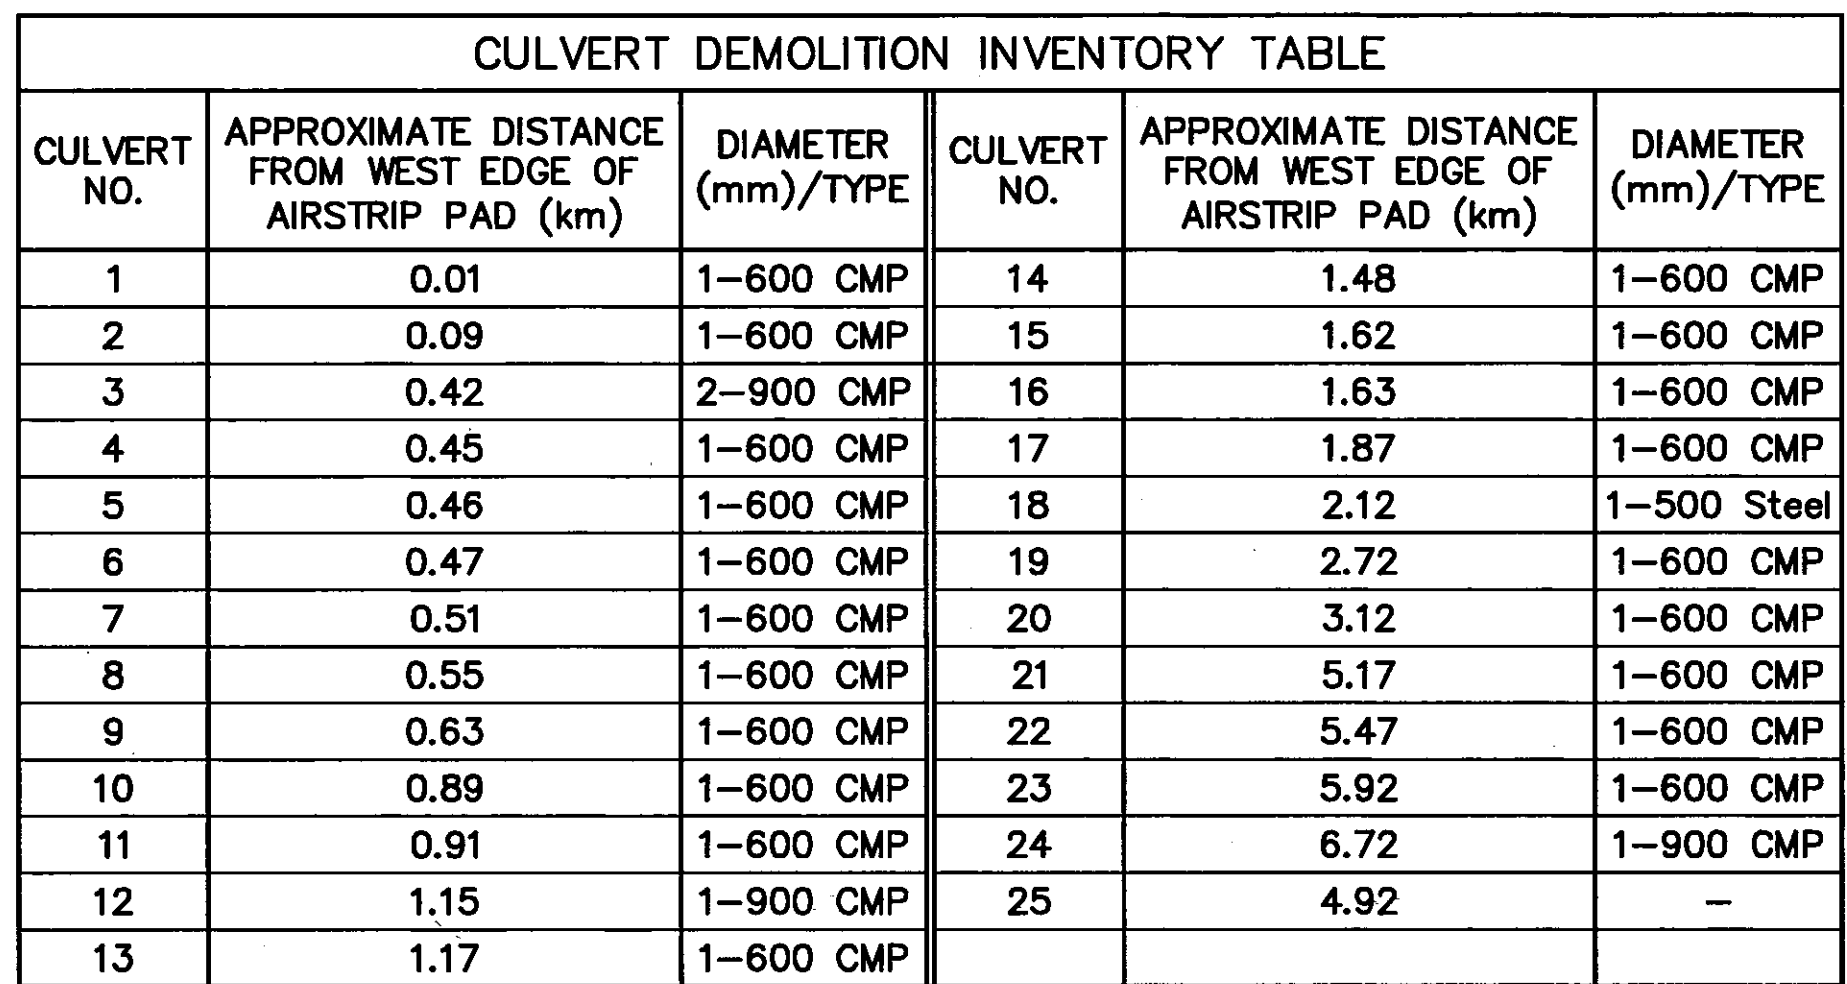 CULVERT DEMOLITION INVENTORY TABLE
CULVERT NO. APPROXIMATE DISTANCE FROM WEST EDGE OF AIRSTRIP PAD (km) DIAMETER (mm)/TYPE CULVERT NO. APPROXIMATE DISTANCE FROM WEST EDGE OF AIRSTRIP PAD (km) DIAMETER (mm)/TYPE
1 0.01 1-600 CMP 14 1.48 1-600 CMP
2 0.09 1-600 CMP 15 1.62 1-600 CMP
3 0.42 2-900 CMP 16 1.63 1-600 CMP
4 0.45 1-600 CMP 17 1.87 1-600 CMP
5 0.46 1-600 CMP 18 2.12 1-500 Steel
6 0.47 1-600 CMP 19 2.72 1-600 CMP
7 0.51 1-600 CMP 20 3.12 1-600 CMP
8 0.55 1-600 CMP 21 5.17 1-600 CMP
9 0.63 1-600 CMP 22 5.47 1-600 CMP
10 0.89 1-600 CMP 23 5.92 1-600 CMP
11 0.91 1-600 CMP 24 6.72 1-900 CMP
12 1.15 1-900 CMP 25 4.92 -
13 1.17 1-600 CMP